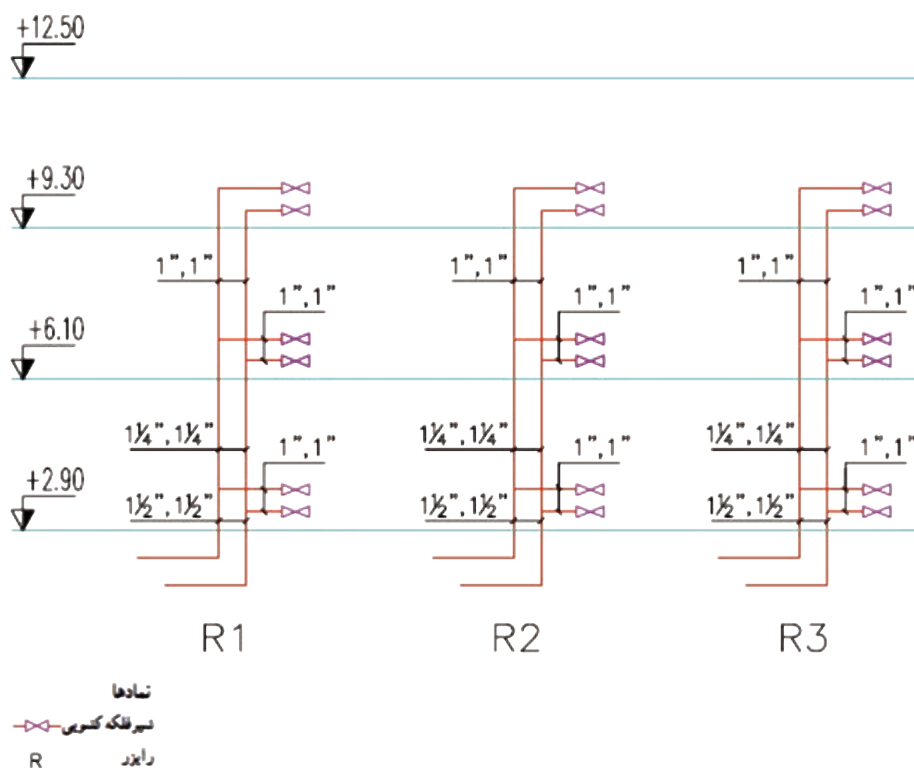 +12.50
+9.30
1", 1" 1", 1" 1", 1"
1", 1" 1", 1" 1", 1"
+6.10
1¼", 1¼" 1¼", 1¼" 1¼", 1¼"
1", 1" 1", 1" 1", 1"
+2.90
1½", 1½" 1½", 1½" 1½", 1½"
R1 R2 R3
نمادها
شیرفلکه کشویی
R رایزر